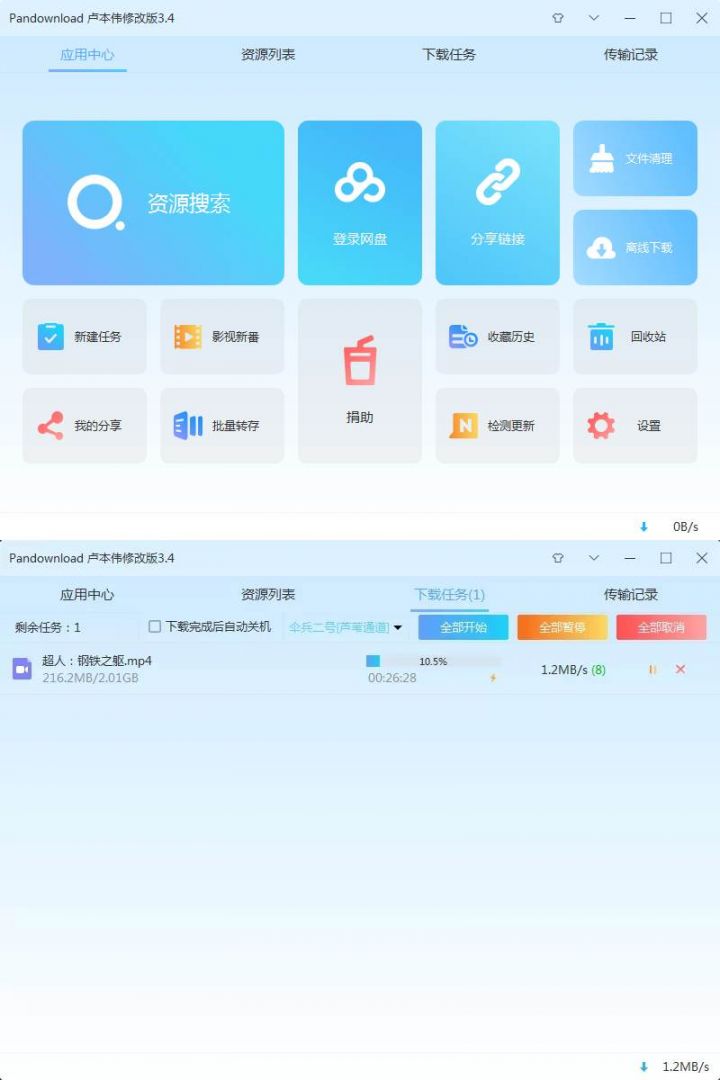 Pandownload 卢本伟修改版3.4
应用中心 资源列表 下载任务 传输记录
资源搜索
登录网盘
分享链接
文件清理
离线下载
新建任务
影视新番
捐助
收藏历史
回收站
我的分享
批量转存
检测更新
设置
0B/s
Pandownload 卢本伟修改版3.4
应用中心 资源列表 下载任务(1) 传输记录
剩余任务：1 下载完成后自动关机 伞兵二号[芦苇通道] 全部开始 全部暂停 全部取消
超人：钢铁之躯.mp4 10.5% 1.2MB/s (8)
216.2MB/2.01GB 00:26:28
1.2MB/s